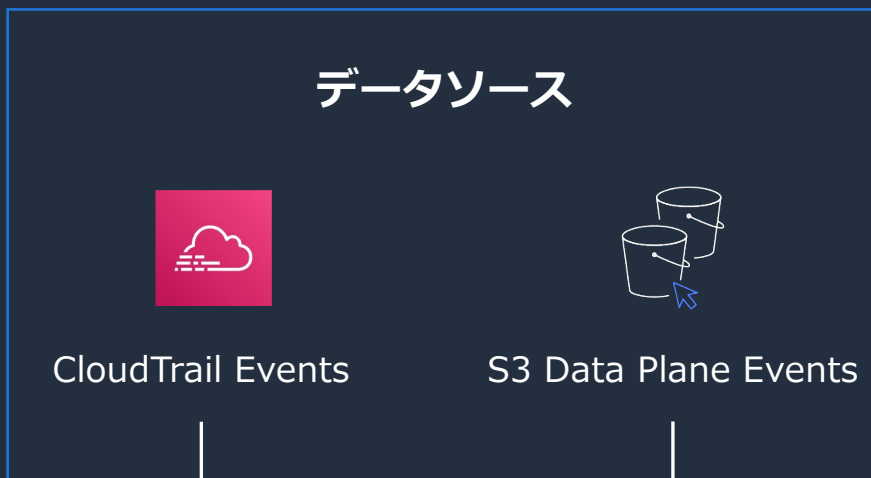 データソース
CloudTrail Events
S3 Data Plane Events